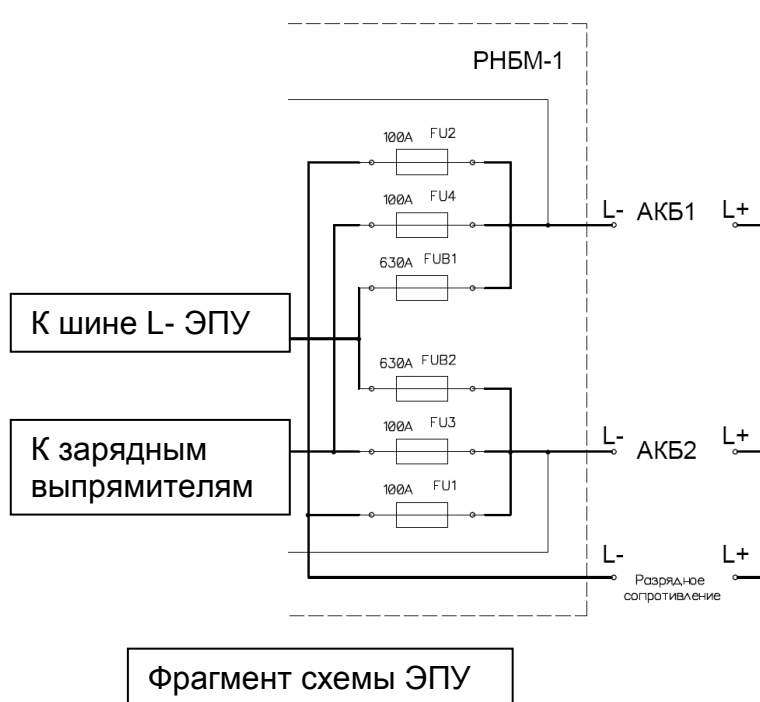 РНБМ-1
100А FU2
100А FU4
L- АКБ1 L+
630А FUB1
К шине L- ЭПУ
630А FUB2
100А FU3
L- АКБ2 L+
К зарядным
выпрямителям
100А FU1
L- L+
Разрядное
сопротивление
Фрагмент схемы ЭПУ